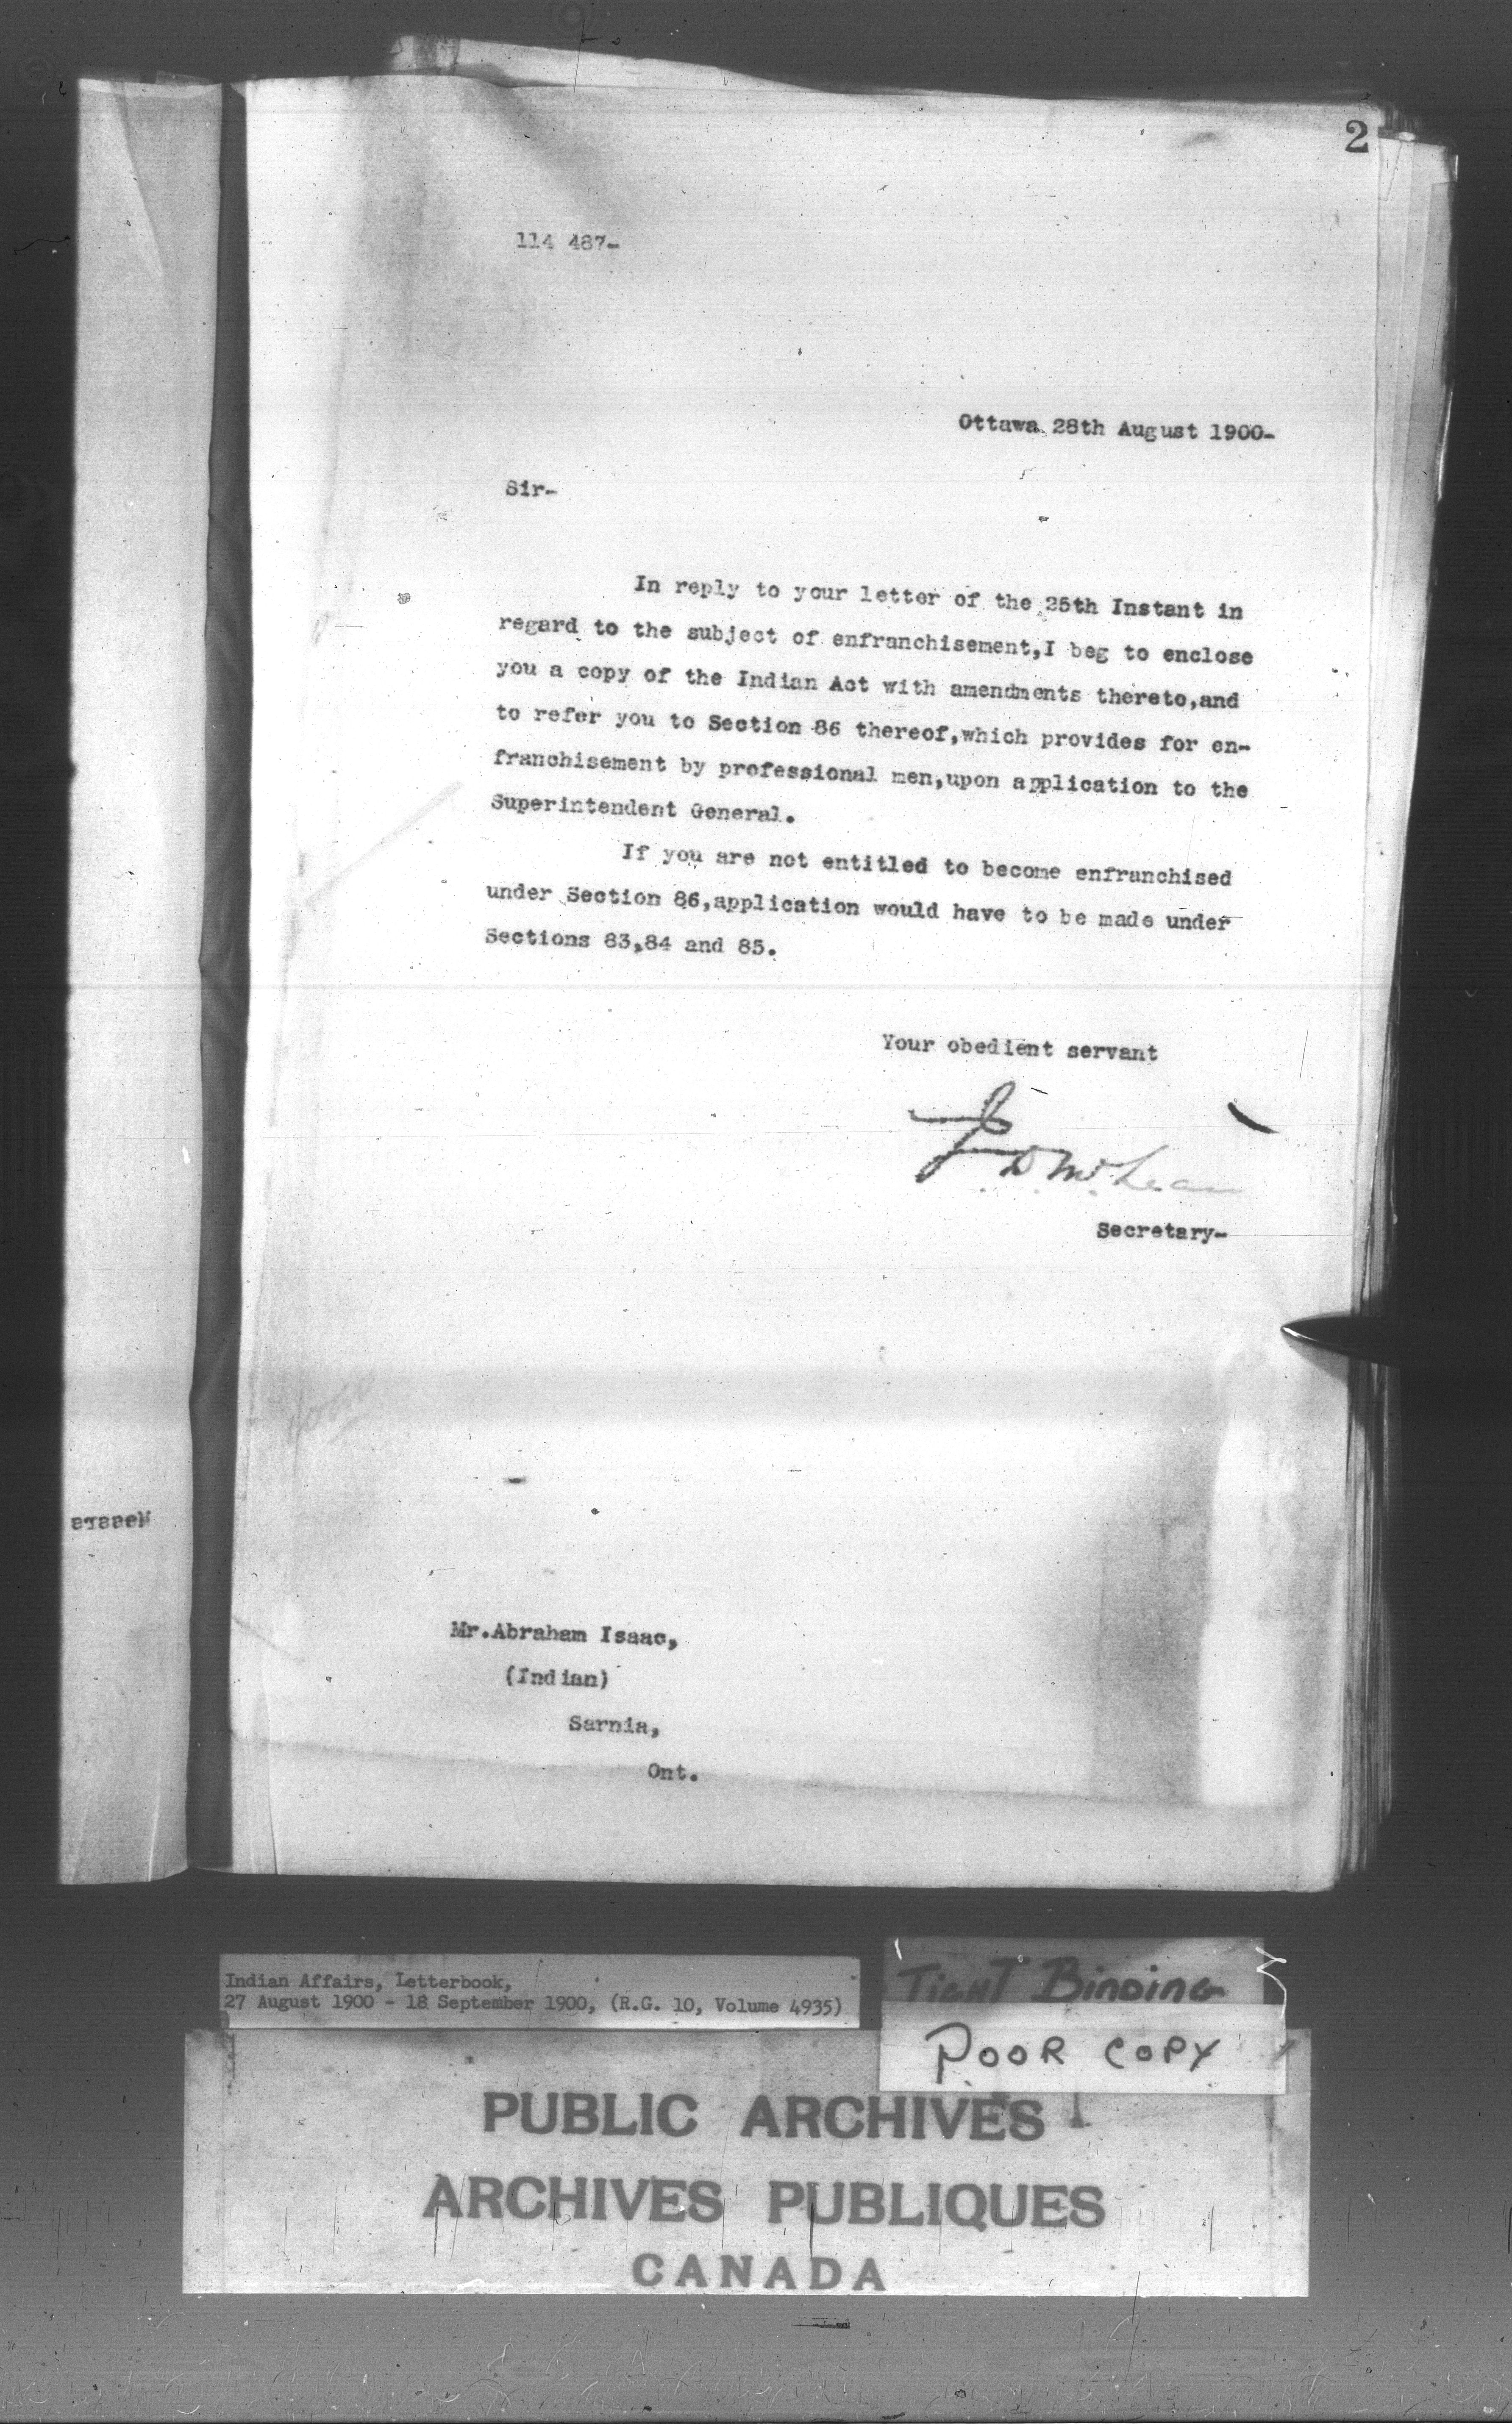 2
114 487-
Ottawa 28th August 1900-
Sir-
In reply to your letter of the 25th Instant in
regard to the subject of enfranchisement,I beg to enclose
you a copy of the Indian Act with amendments thereto,and
to refer you to Section 86 thereof,which provides for en-
franchisement by professional men,upon application to the
Superintendent General.
If you are not entitled to become enfranchised
under Section 86,application would have to be made under
Sections 83,84 and 85.
Your obedient servant
J. D. McLean
Secretary-
Mr.Abraham Isaac,
(Indian)
Sarnia,
Ont.
Indian Affairs, Letterbook,
27 August 1900 - 18 September 1900, (R.G. 10, Volume 4935)
TIGHT BINDING
POOR COPY
PUBLIC ARCHIVES
ARCHIVES PUBLIQUES
CANADA